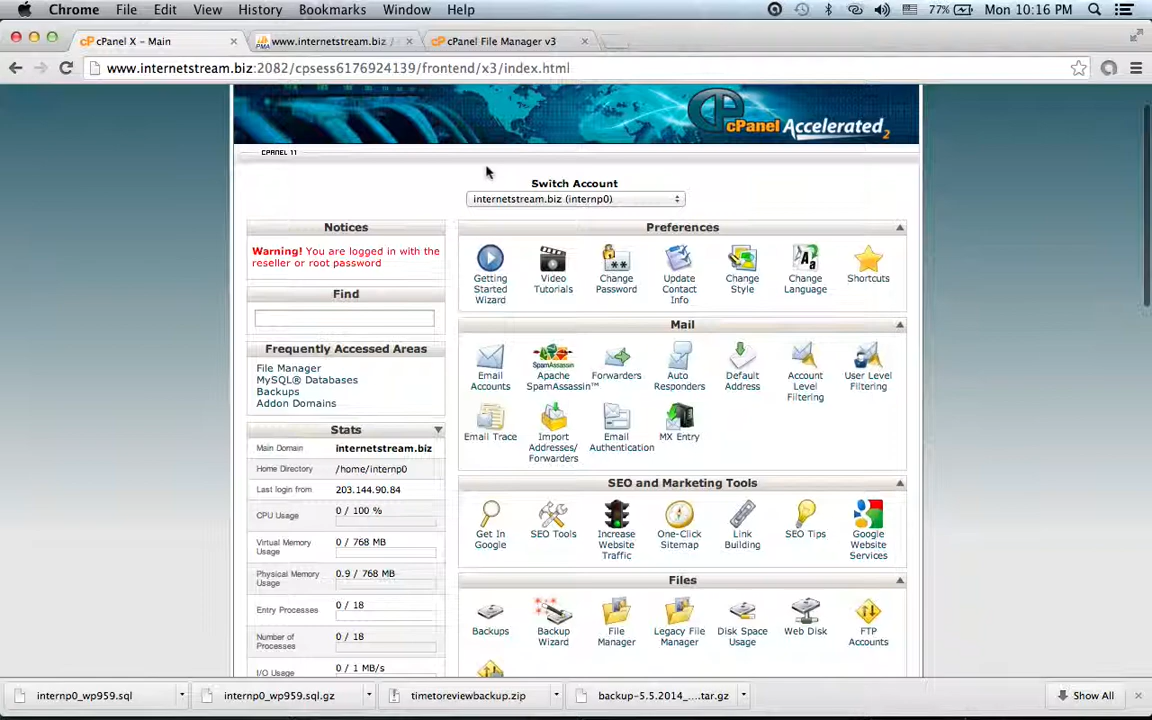 Chrome File Edit View History Bookmarks Window Help 77% Mon 10:16 PM
cPanel X – Main www.internetstream.biz / cPanel File Manager v3
www.internetstream.biz:2082/cpsess6176924139/frontend/x3/index.html
cPanel Accelerated2
CPANEL 11
Switch Account
internetstream.biz (internp0)
Notices
Warning! You are logged in with the
reseller or root password
Find
Frequently Accessed Areas
File Manager
MySQL® Databases
Backups
Addon Domains
Stats
Main Domain internetstream.biz
Home Directory /home/internp0
Last login from 203.144.90.84
CPU Usage 0 / 100 %
Virtual Memory
Usage
0 / 768 MB
Physical Memory
Usage
0.9 / 768 MB
Entry Processes 0 / 18
Number of
Processes
0 / 18
I/O Usage 0 / 1 MB/s
Preferences
Getting
Started
Wizard
Video
Tutorials
Change
Password
Update
Contact
Info
Change
Style
Change
Language
Shortcuts
Mail
Email
Accounts
Apache
SpamAssassin™
Forwarders
Auto
Responders
Default
Address
Account
Level
Filtering
User Level
Filtering
Email Trace
Import
Addresses/
Forwarders
Email
Authentication
MX Entry
SEO and Marketing Tools
Get In
Google
SEO Tools
Increase
Website
Traffic
One-Click
Sitemap
Link
Building
SEO Tips
Google
Website
Services
Files
Backups
Backup
Wizard
File
Manager
Legacy File
Manager
Disk Space
Usage
Web Disk
FTP
Accounts
internp0_wp959.sql internp0_wp959.sql.gz timetoreviewbackup.zip backup-5.5.2014_....tar.gz Show All